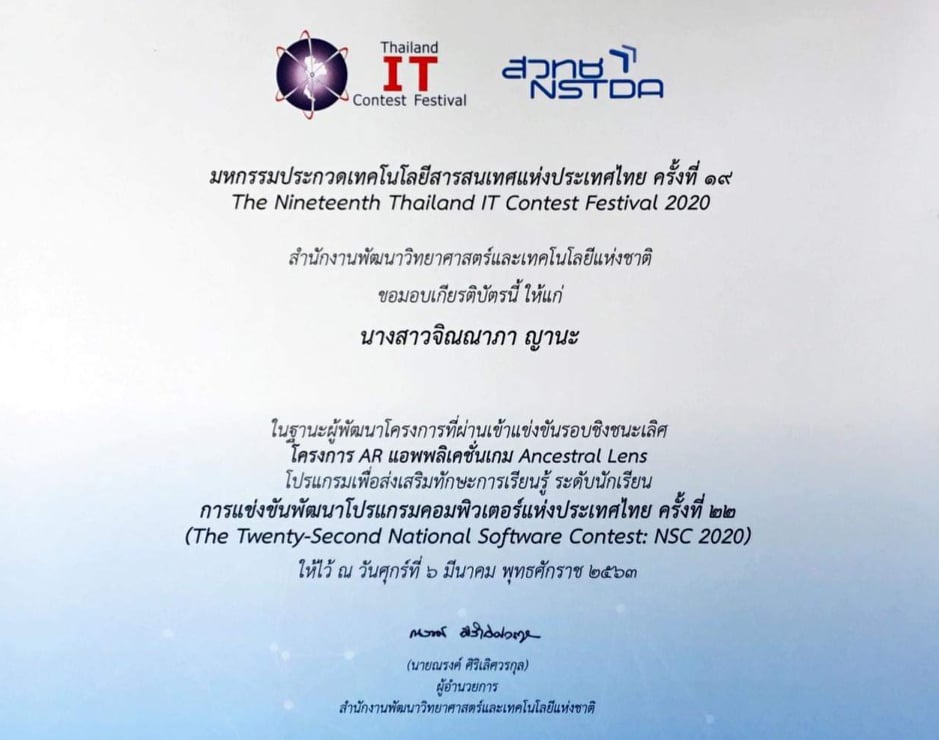 Thailand
IT
Contest Festival
สวทช
NSTDA
มหกรรมประกวดเทคโนโลยีสารสนเทศแห่งประเทศไทย ครั้งที่ ๑๙
The Nineteenth Thailand IT Contest Festival 2020
สำนักงานพัฒนาวิทยาศาสตร์และเทคโนโลยีแห่งชาติ
ขอมอบเกียรติบัตรนี้ ให้แก่
นางสาวจิณณาภา ญานะ
ในฐานะผู้พัฒนาโครงการที่ผ่านเข้าแข่งขันรอบชิงชนะเลิศ
โครงการ AR แอพพลิเคชั่นเกม Ancestral Lens
โปรแกรมเพื่อส่งเสริมทักษะการเรียนรู้ ระดับนักเรียน
การแข่งขันพัฒนาโปรแกรมคอมพิวเตอร์แห่งประเทศไทย ครั้งที่ ๒๒
(The Twenty-Second National Software Contest: NSC 2020)
ให้ไว้ ณ วันศุกร์ที่ ๖ มีนาคม พุทธศักราช ๒๕๖๓
(นายณรงค์ ศิริเลิศวรกุล)
ผู้อำนวยการ
สำนักงานพัฒนาวิทยาศาสตร์และเทคโนโลยีแห่งชาติ